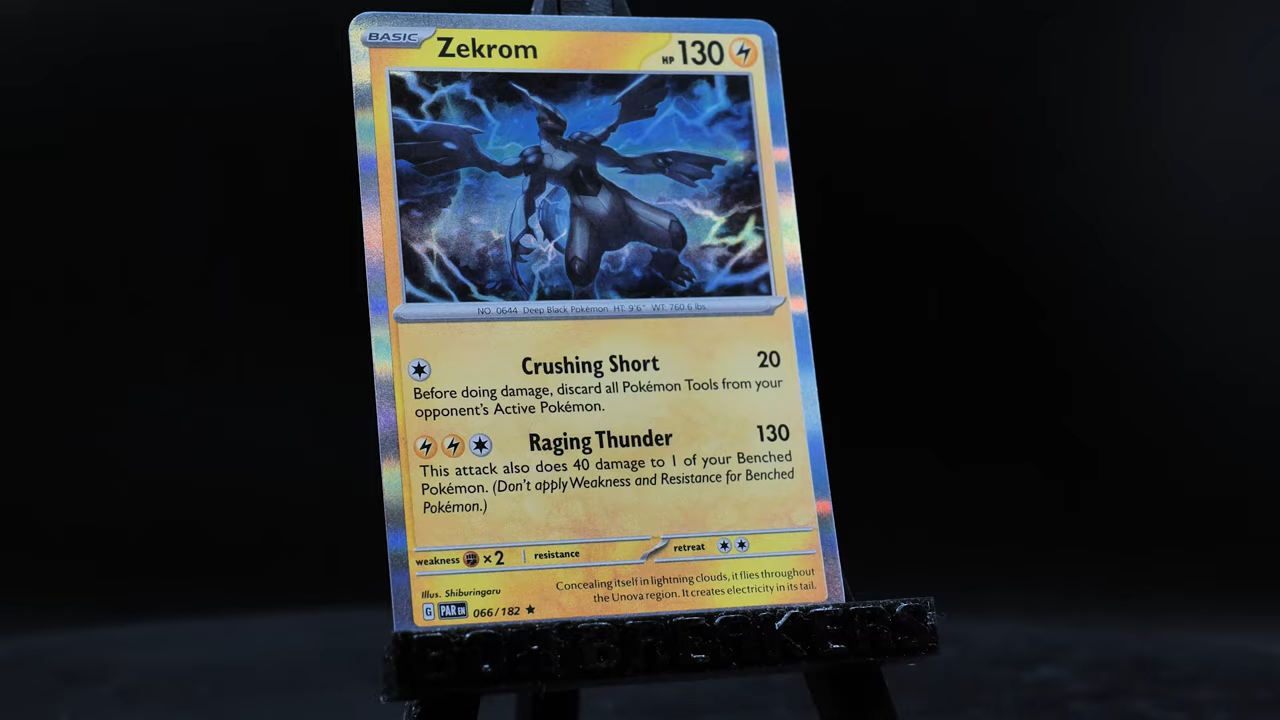 BASIC Zekrom HP 130
NO. 0644 Deep Black Pokémon HT: 9'6" WT: 760.6 lbs.
Crushing Short 20
Before doing damage, discard all Pokémon Tools from your
opponent's Active Pokémon.
Raging Thunder 130
This attack also does 40 damage to 1 of your Benched
Pokémon. (Don't apply Weakness and Resistance for Benched
Pokémon.)
weakness ×2 resistance retreat
Illus. Shiburingaru
Concealing itself in lightning clouds, it flies throughout
the Unova region. It creates electricity in its tail.
G PAR EN 066/182
BREAKERS